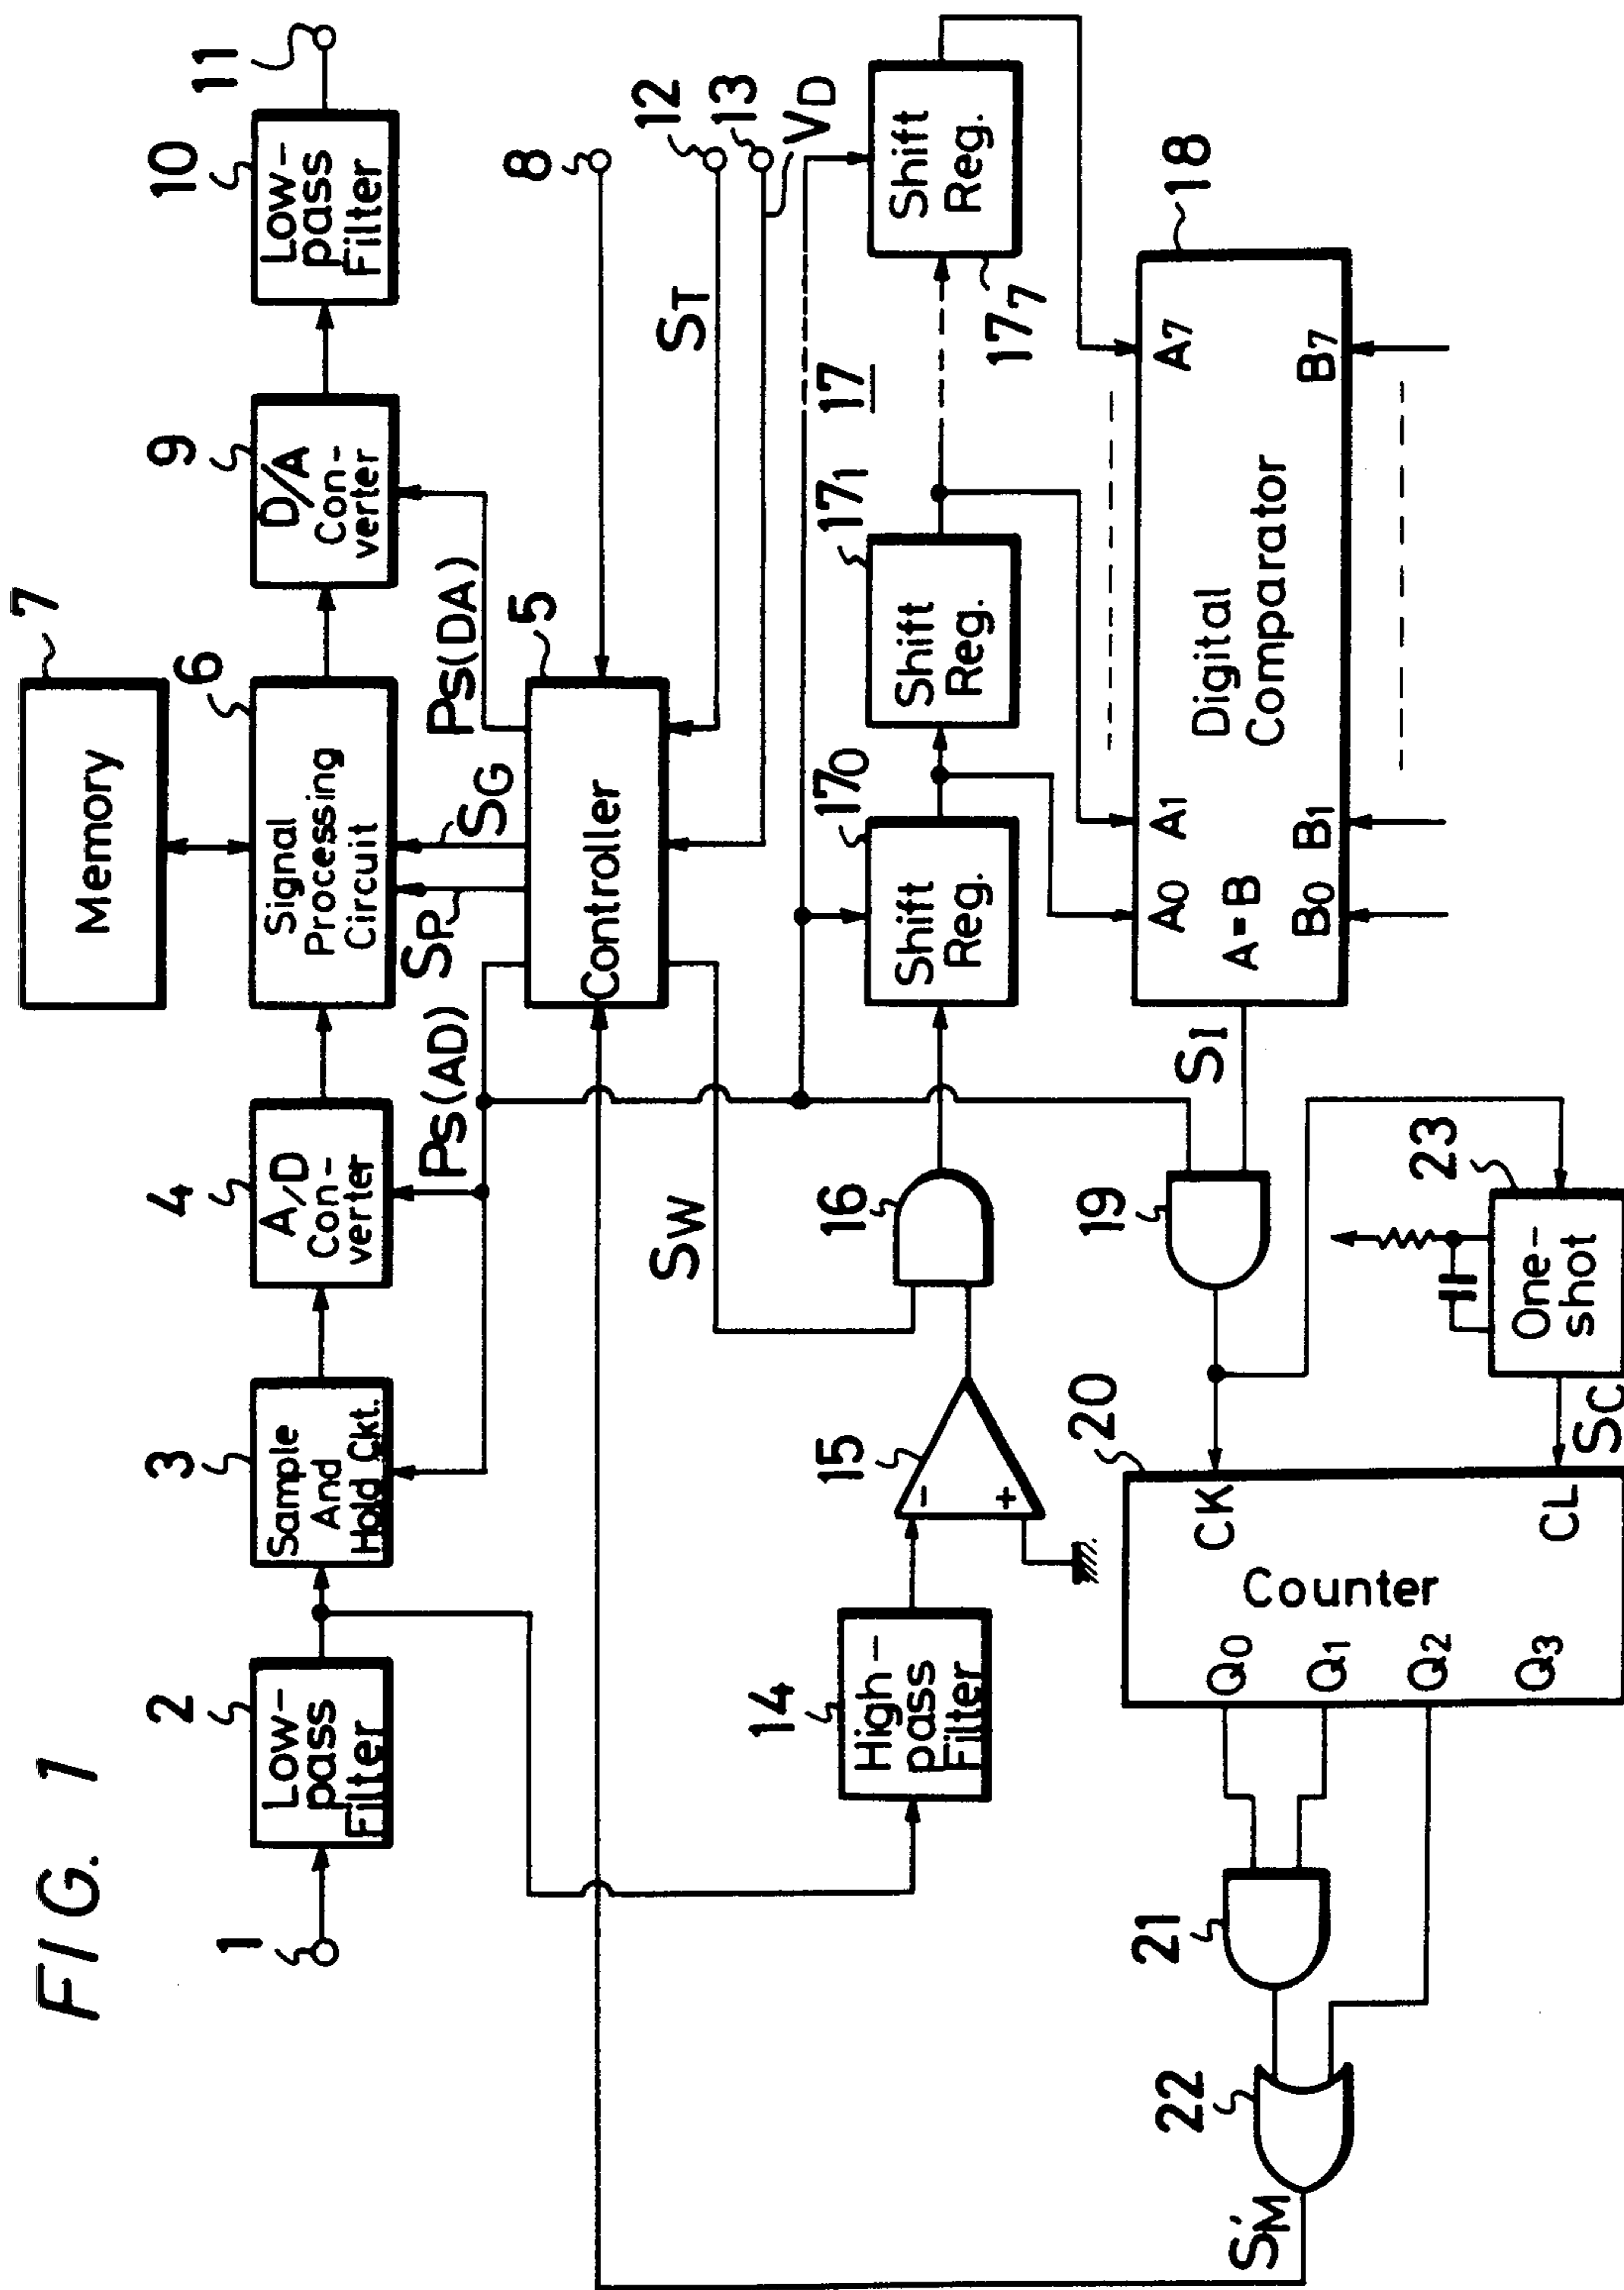 FIG. 1
7
Memory
1
2
Low-
pass
Filter
3
Sample
And
Hold Ckt.
4
A/D
Con-
verter
6
Signal
Processing
Circuit
9
D/A
Con-
verter
10
Low-
pass
Filter
11
PS(AD)
SP
SG
PS(DA)
5
Controller
8
SW
ST
12
13
VD
14
High-
pass
Filter
15
-
+
16
170
Shift
Reg.
171
Shift
Reg.
17
177
Shift
Reg.
18
A0
A1
A7
A=B
Digital
Comparator
B0
B1
B7
SI
19
20
CK
CL
Counter
Q0
Q1
Q2
Q3
21
22
S'M
23
One-
shot
SC